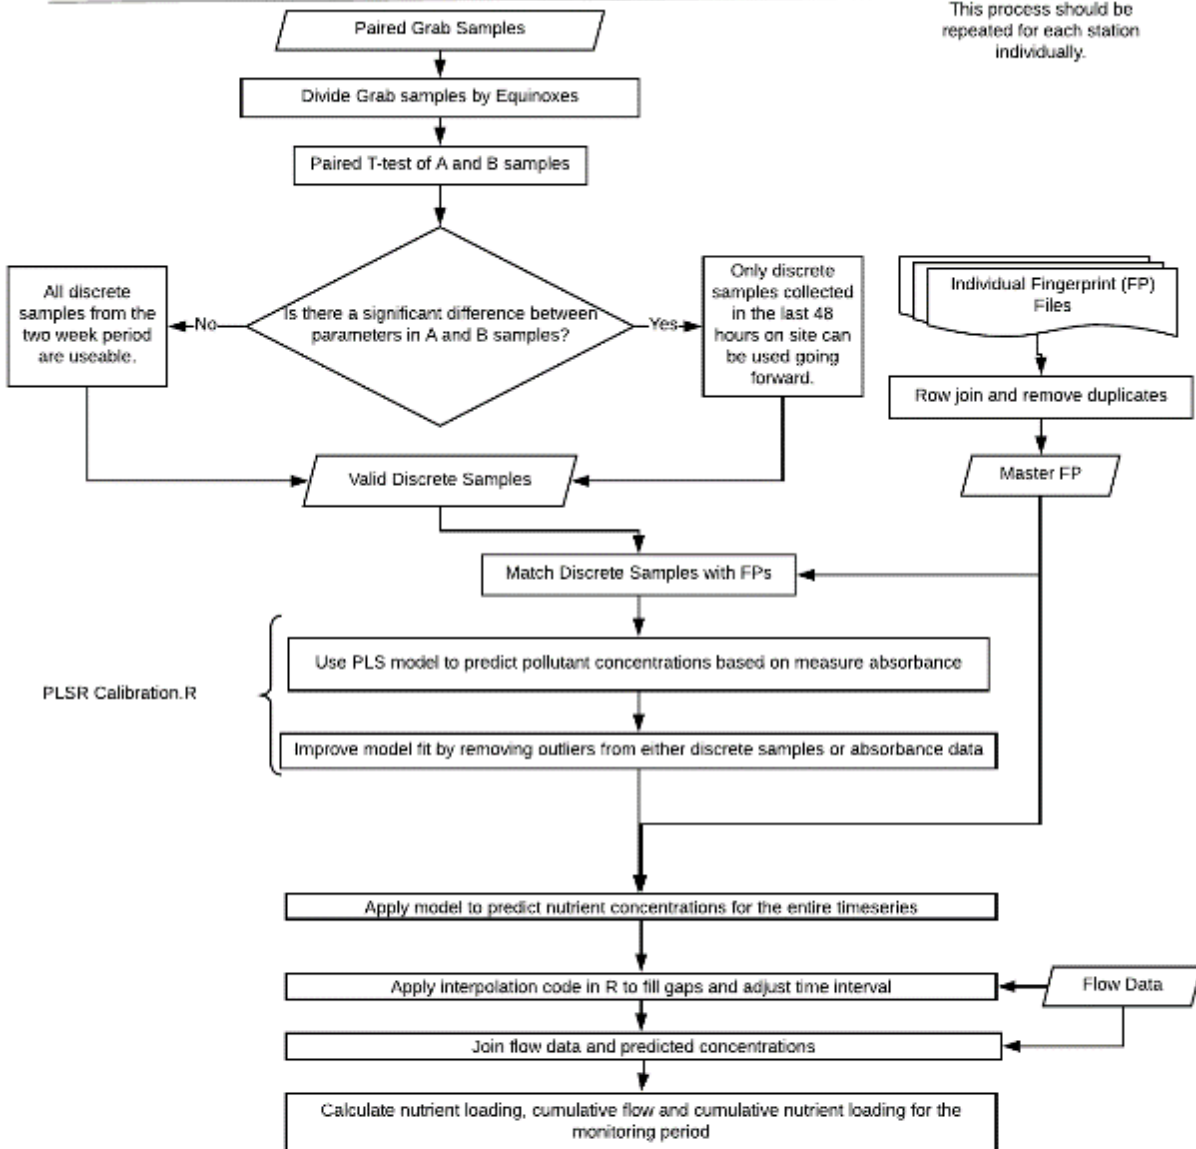 This process should be
repeated for each station
individually.
Paired Grab Samples
Divide Grab samples by Equinoxes
Paired T-test of A and B samples
All discrete
samples from the
two week period
are useable.
No
Is there a significant difference between
parameters in A and B samples?
Yes
Only discrete
samples collected
in the last 48
hours on site can
be used going
forward.
Individual Fingerprint (FP)
Files
Row join and remove duplicates
Valid Discrete Samples
Master FP
Match Discrete Samples with FPs
Use PLS model to predict pollutant concentrations based on measure absorbance
PLSR Calibration.R
Improve model fit by removing outliers from either discrete samples or absorbance data
Apply model to predict nutrient concentrations for the entire timeseries
Apply interpolation code in R to fill gaps and adjust time interval
Flow Data
Join flow data and predicted concentrations
Calculate nutrient loading, cumulative flow and cumulative nutrient loading for the
monitoring period